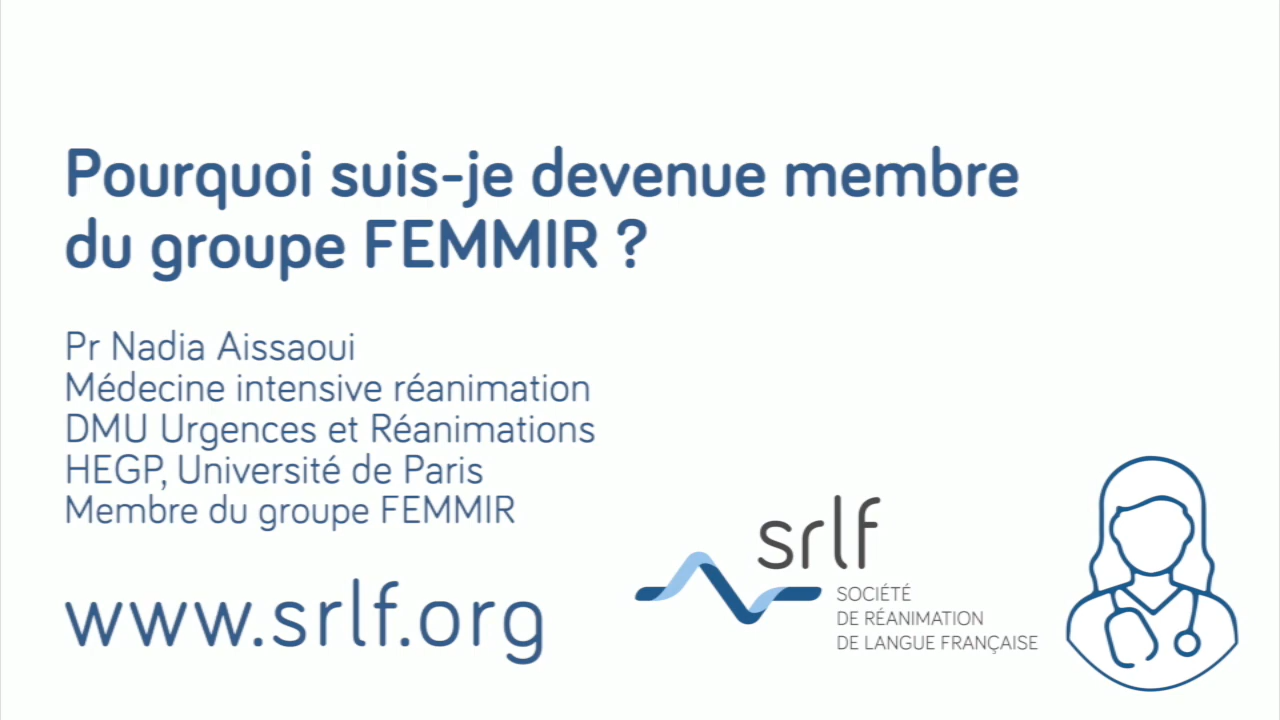 Pourquoi suis-je devenue membre
du groupe FEMMIR ?
Pr Nadia Aissaoui
Médecine intensive réanimation
DMU Urgences et Réanimations
HEGP, Université de Paris
Membre du groupe FEMMIR
www.srlf.org
srlf
SOCIÉTÉ
DE RÉANIMATION
DE LANGUE FRANÇAISE